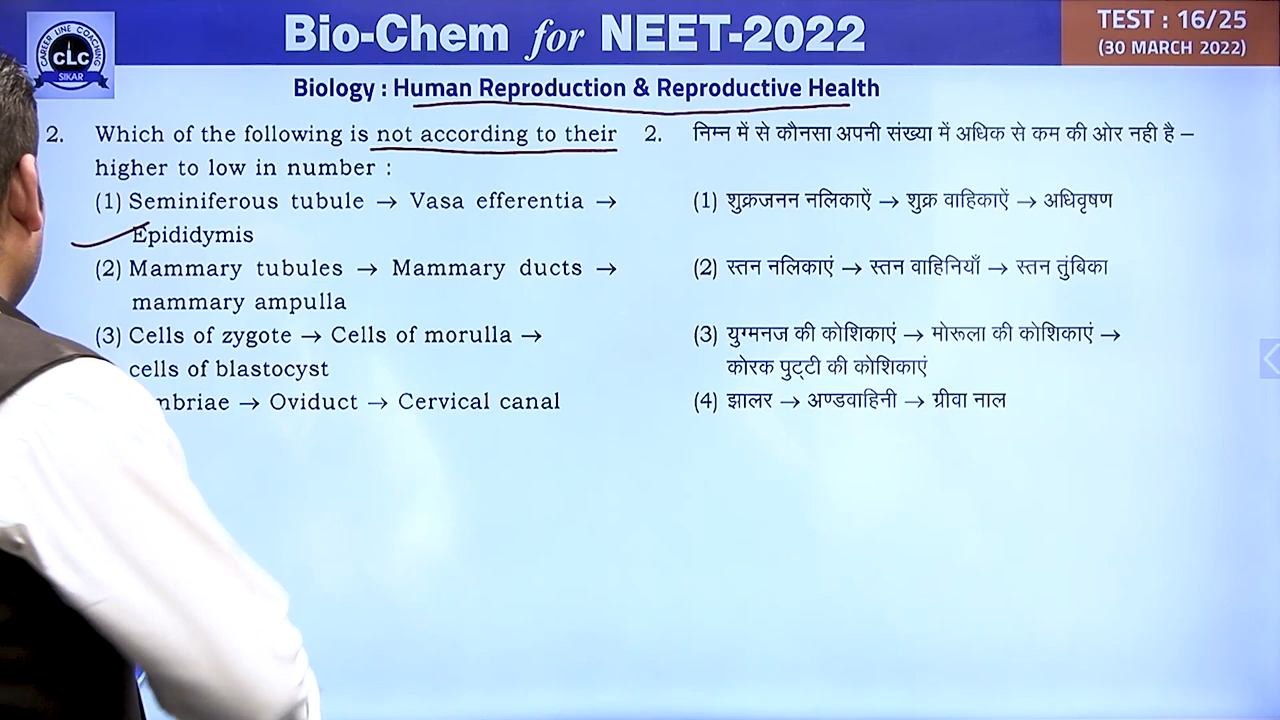 CAREER LINE COACHING
CLC
SIKAR
Bio-Chem for NEET-2022
TEST : 16/25
(30 MARCH 2022)
Biology : Human Reproduction & Reproductive Health
2. Which of the following is not according to their
higher to low in number :
(1) Seminiferous tubule → Vasa efferentia →
Epididymis
(2) Mammary tubules → Mammary ducts →
mammary ampulla
(3) Cells of zygote → Cells of morulla →
cells of blastocyst
→ Oviduct → Cervical canal
2. निम्न में से कौनसा अपनी संख्या में अधिक से कम की ओर नही है –
(1) शुक्रजनन नलिकाऐं → शुक्र वाहिकाऐं → अधिवृषण
(2) स्तन नलिकाएं → स्तन वाहिनियाँ → स्तन तुंबिका
(3) युग्मनज की कोशिकाएं → मोरूला की कोशिकाएं →
कोरक पुट्टी की कोशिकाएं
(4) झालर → अण्डवाहिनी → ग्रीवा नाल